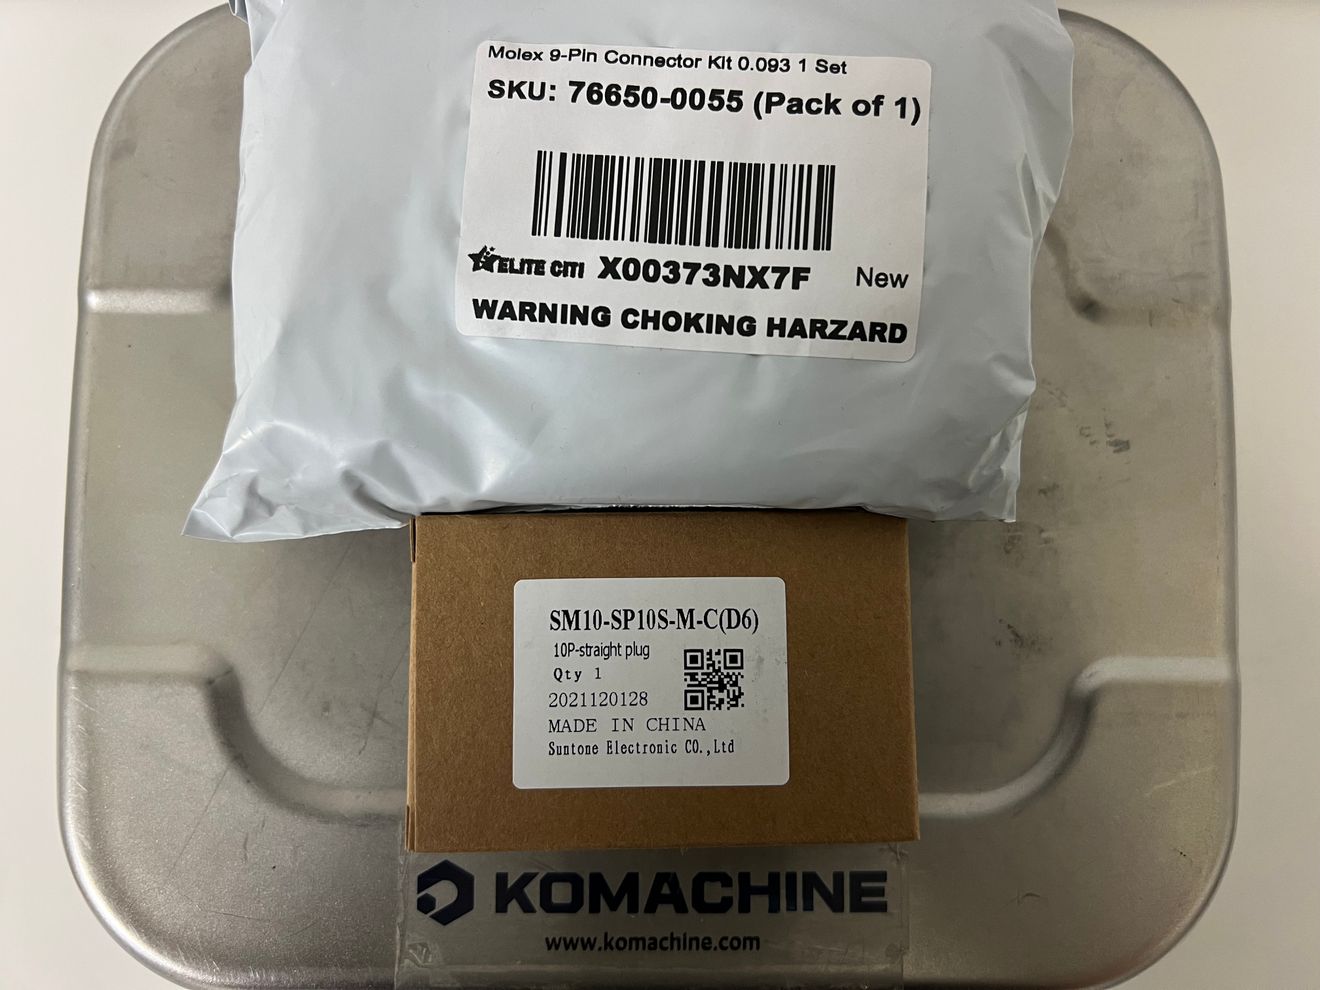 Molex 9-Pin Connector Kit 0.093 1 Set
SKU: 76650-0055 (Pack of 1)
ELITE CITI X00373NX7F New
WARNING CHOKING HARZARD
SM10-SP10S-M-C(D6)
10P-straight plug
Qty 1
2021120128
MADE IN CHINA
Suntone Electronic CO.,Ltd
KOMACHINE
www.komachine.com